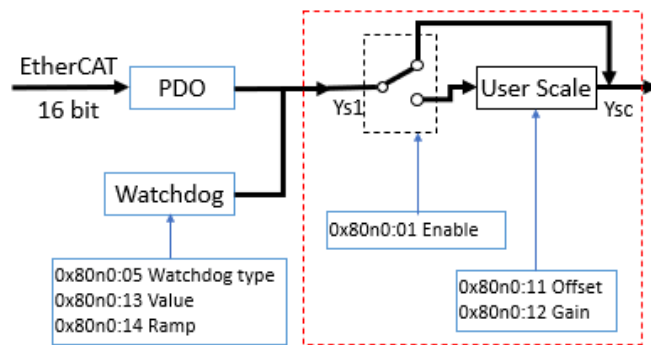 EtherCAT
16 bit
PDO
Ys1
User Scale
Ysc
Watchdog
0x80n0:01 Enable
0x80n0:05 Watchdog type
0x80n0:13 Value
0x80n0:14 Ramp
0x80n0:11 Offset
0x80n0:12 Gain